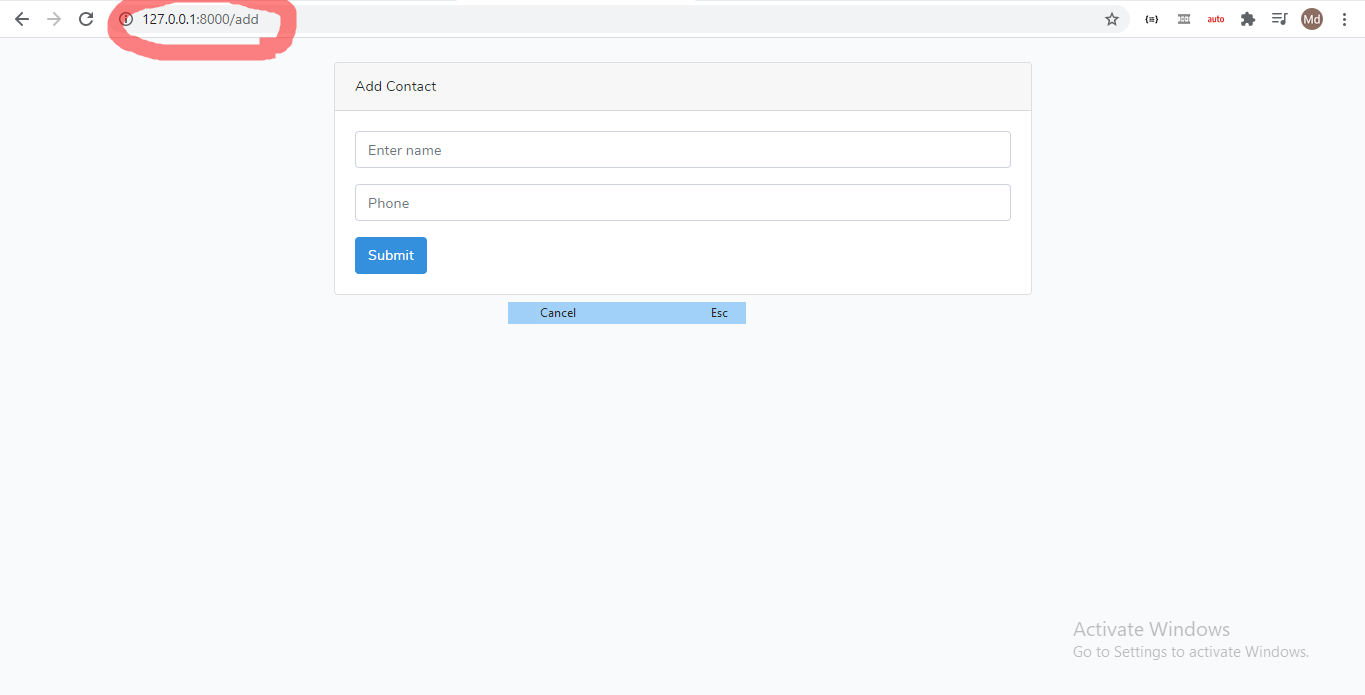 127.0.0.1:8000/add
{≡}
auto
Md
Add Contact
Enter name
Phone
Submit
Cancel Esc
Activate Windows
Go to Settings to activate Windows.